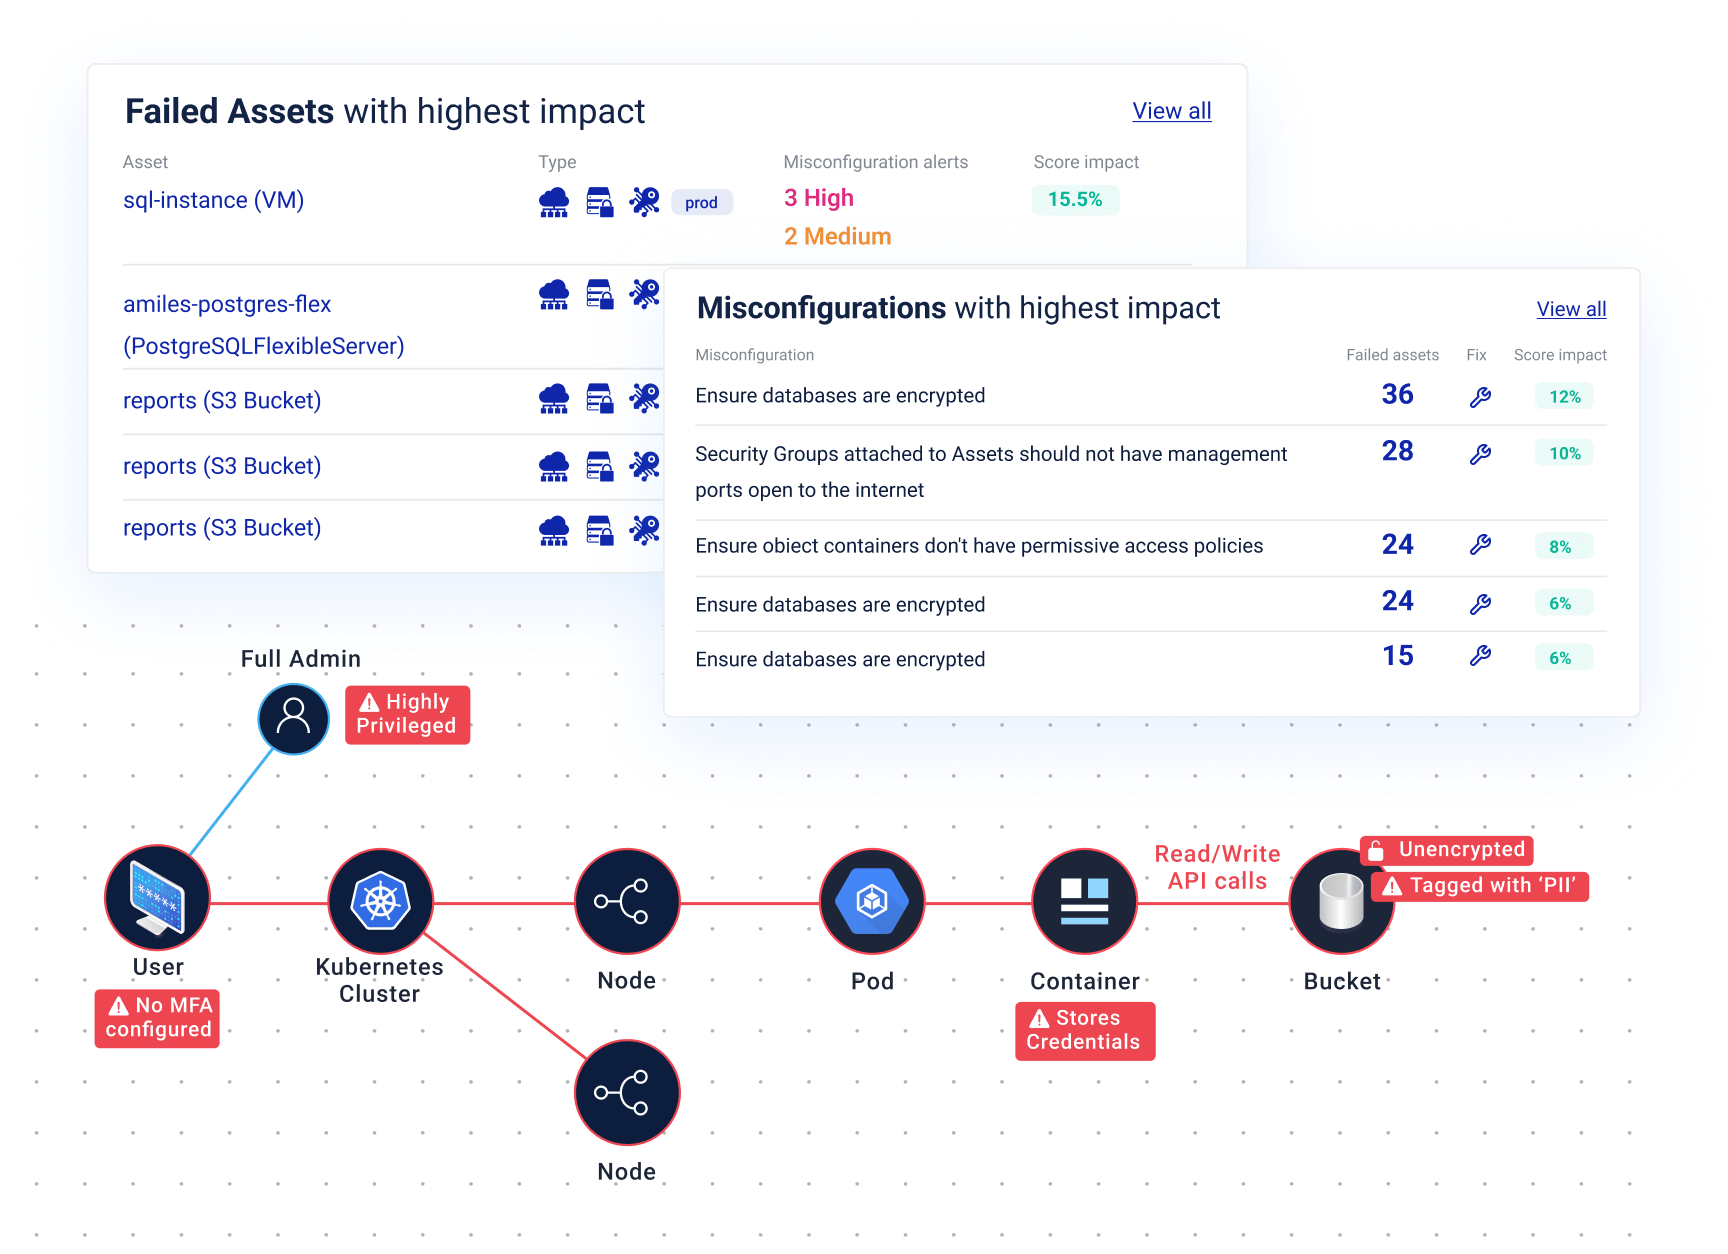 Failed Assets with highest impact
View all
Asset Type Misconfiguration alerts Score impact
sql-instance (VM) prod 3 High 15.5%
2 Medium
amiles-postgres-flex
(PostgreSQLFlexibleServer)
reports (S3 Bucket)
reports (S3 Bucket)
reports (S3 Bucket)
Misconfigurations with highest impact
View all
Misconfiguration Failed assets Fix Score impact
Ensure databases are encrypted 36 12%
Security Groups attached to Assets should not have management 28 10%
ports open to the internet
Ensure obiect containers don't have permissive access policies 24 8%
Ensure databases are encrypted 24 6%
Ensure databases are encrypted 15 6%
Full Admin
Highly
Privileged
User
No MFA
configured
Kubernetes
Cluster
Node
Node
Pod
Container
Stores
Credentials
Read/Write
API calls
Unencrypted
Tagged with ‘PII’
Bucket